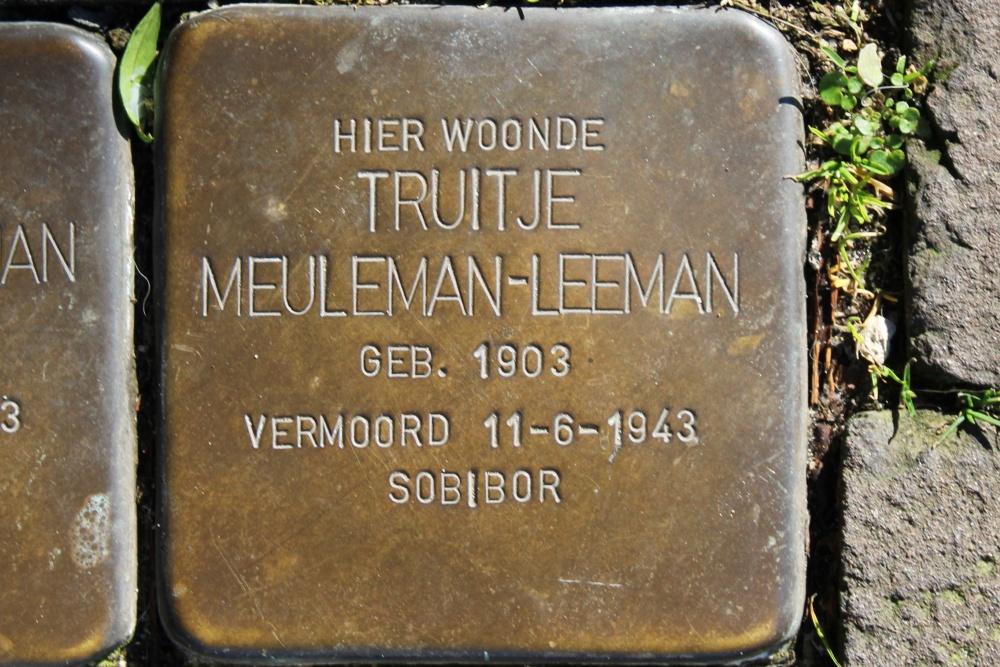 HIER WOONDE
TRUITJE
MEULEMAN-LEEMAN
GEB. 1903
VERMOORD 11-6-1943
SOBIBOR